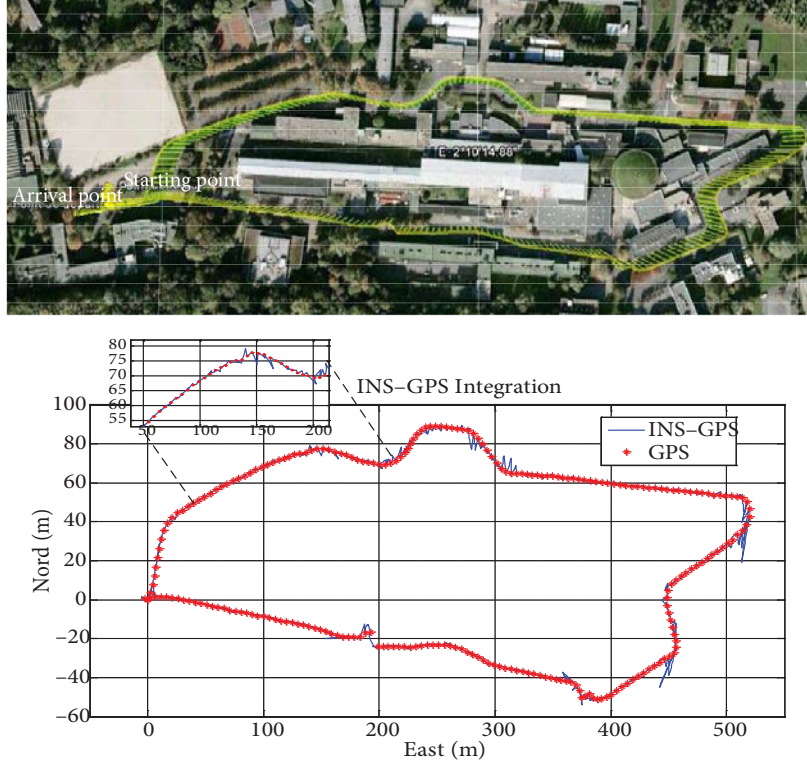 E 2°10'14.86"
Starting point
Arrival point
80
75
70
65
60
55
50 100 150 200
INS–GPS Integration
100
80
60
40
20
0
−20
−40
−60
Nord (m)
INS–GPS
GPS
0 100 200 300 400 500
East (m)